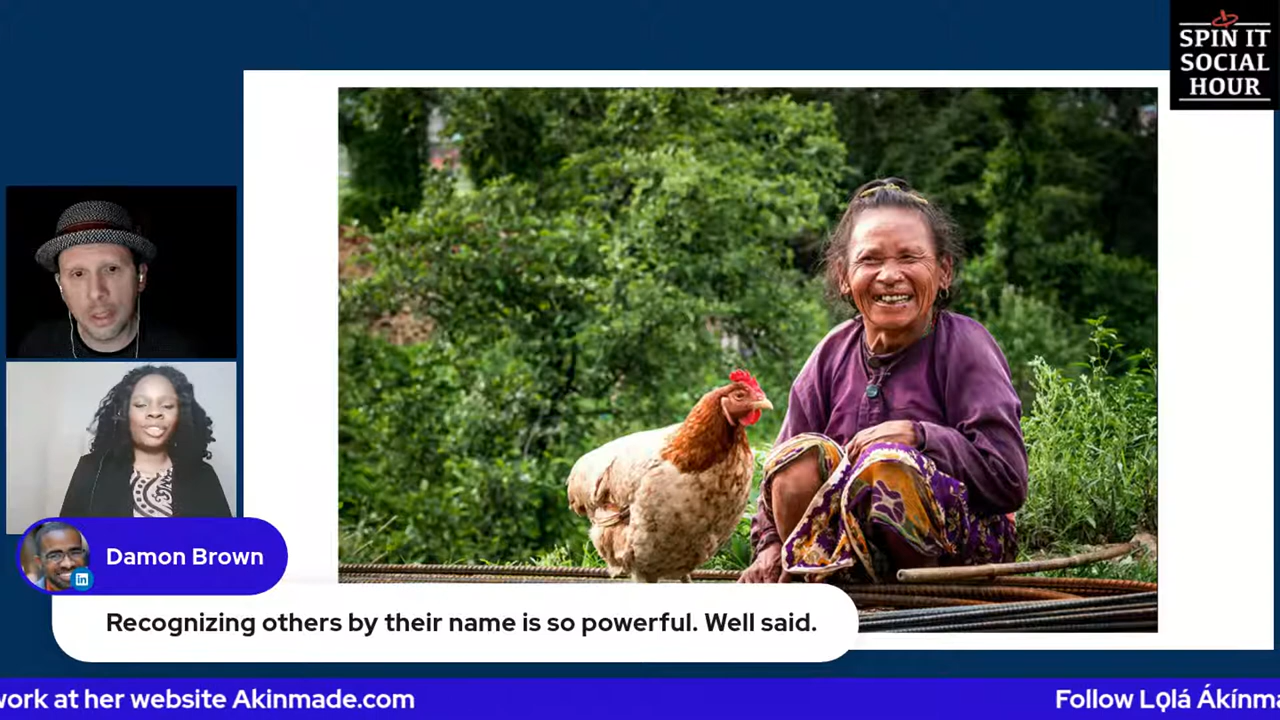 SPIN IT
SOCIAL
HOUR
Damon Brown
in
Recognizing others by their name is so powerful. Well said.
work at her website Akinmade.com
Follow Lọlá Ákínma